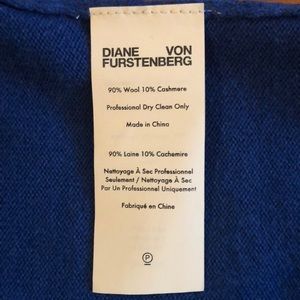 DIANE VON
FURSTENBERG
90% Wool 10% Cashmere
Professional Dry Clean Only
Made in China
90% Laine 10% Cachemire
Nettoyage À Sec Professionnel
Seulement / Nettoyage À Sec
Par Un Professionnel Uniquement
Fabriqué en Chine
P